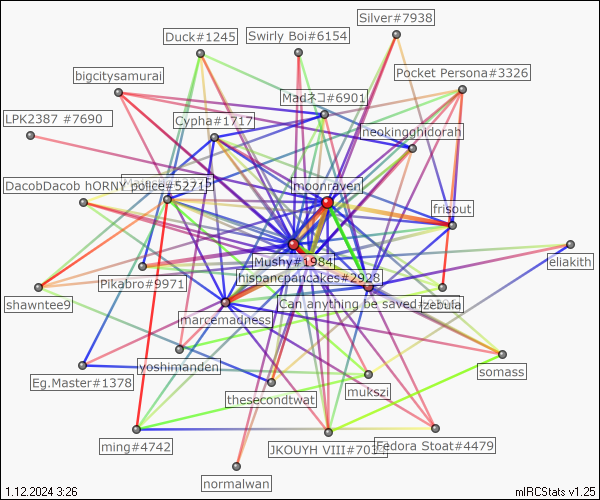 Silver#7938
Duck#1245
Swirly Boi#6154
bigcitysamurai
Pocket Persona#3326
Madネコ#6901
LPK2387 #7690
Cypha#1717
neokingghidorah
DacobDacob hORNY police#5271
moonraven
frisout
Mushy#1984
eliakith
Pikabro#9971
hispancpancakes#2928
shawntee9
Can anything be saved
zebula
marcemadness
yoshimanden
somass
Eg.Master#1378
thesecondtwat
mukszi
ming#4742
JKOUYH VIII#703
Fedora Stoat#4479
normalwan
1.12.2024 3:26
mIRCStats v1.25